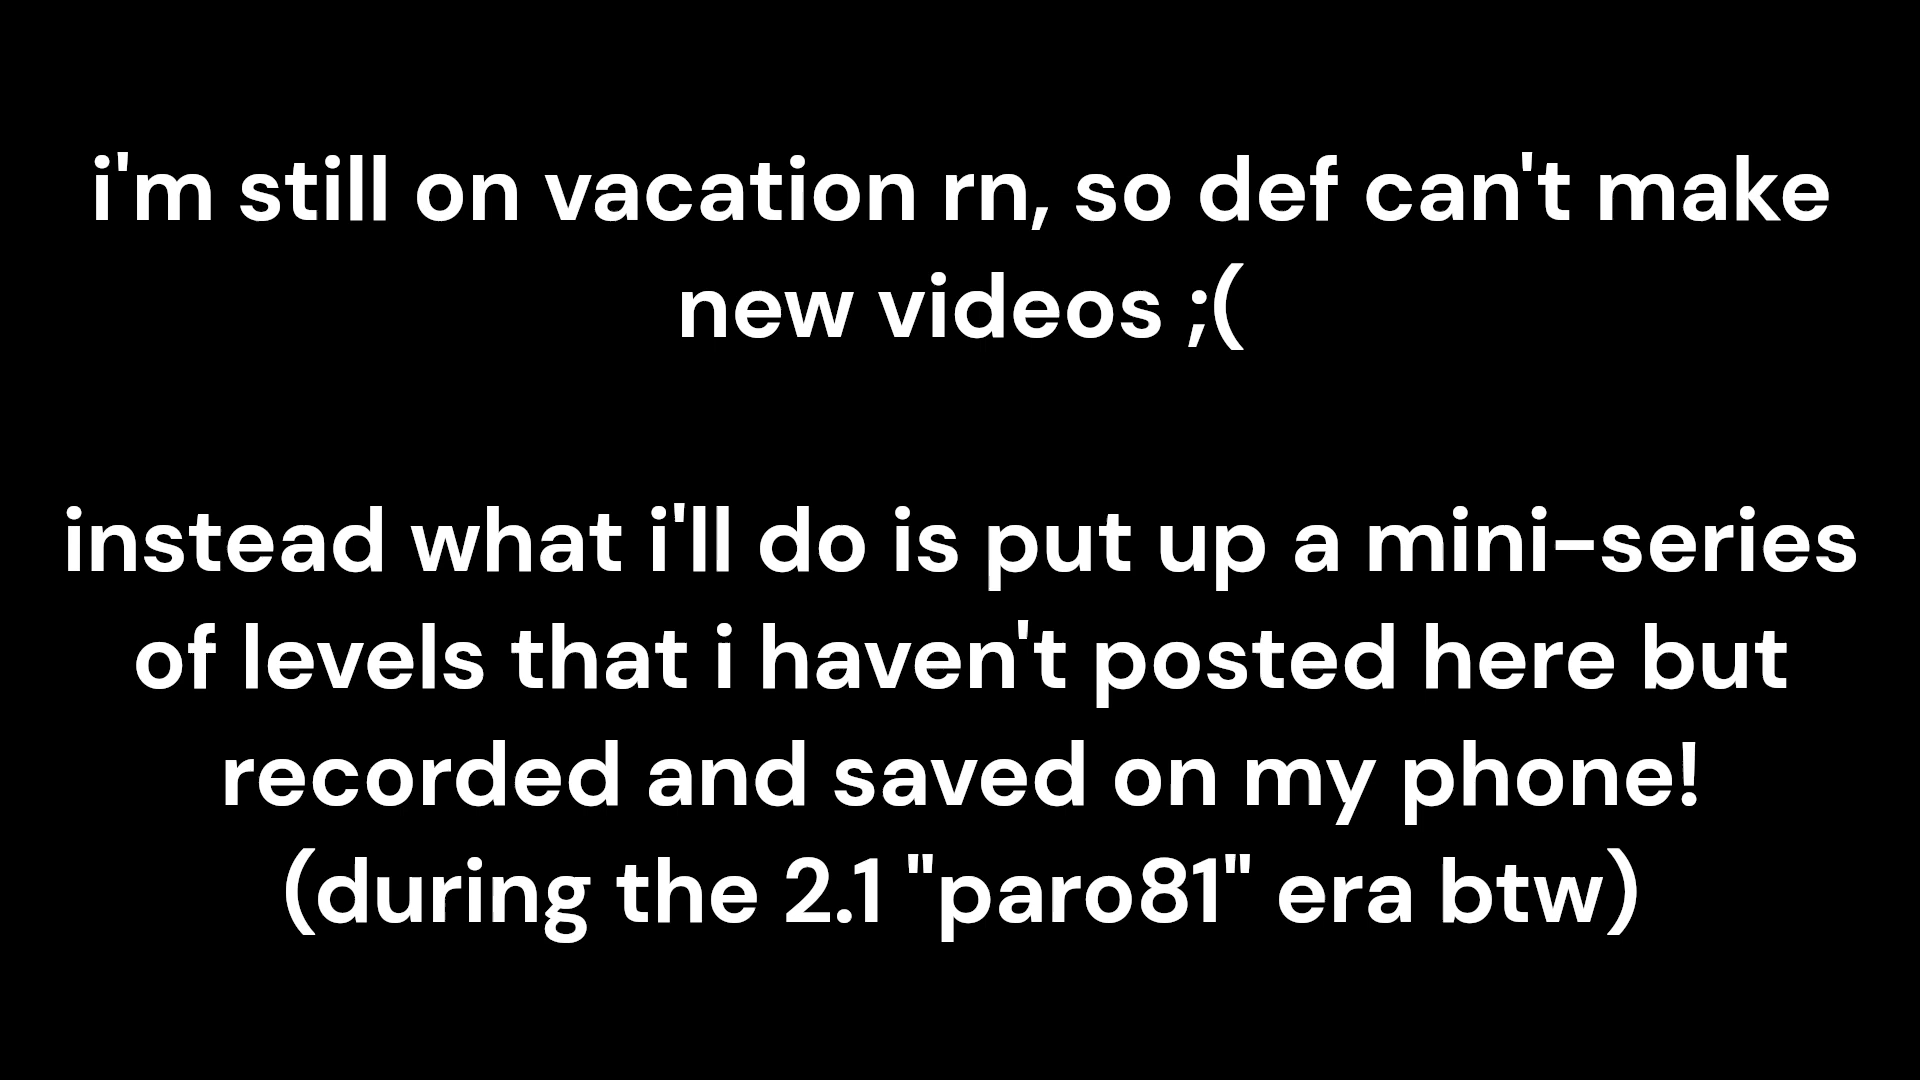 i'm still on vacation rn, so def can't make
new videos ;(
instead what i'll do is put up a mini-series
of levels that i haven't posted here but
recorded and saved on my phone!
(during the 2.1 "paro81" era btw)